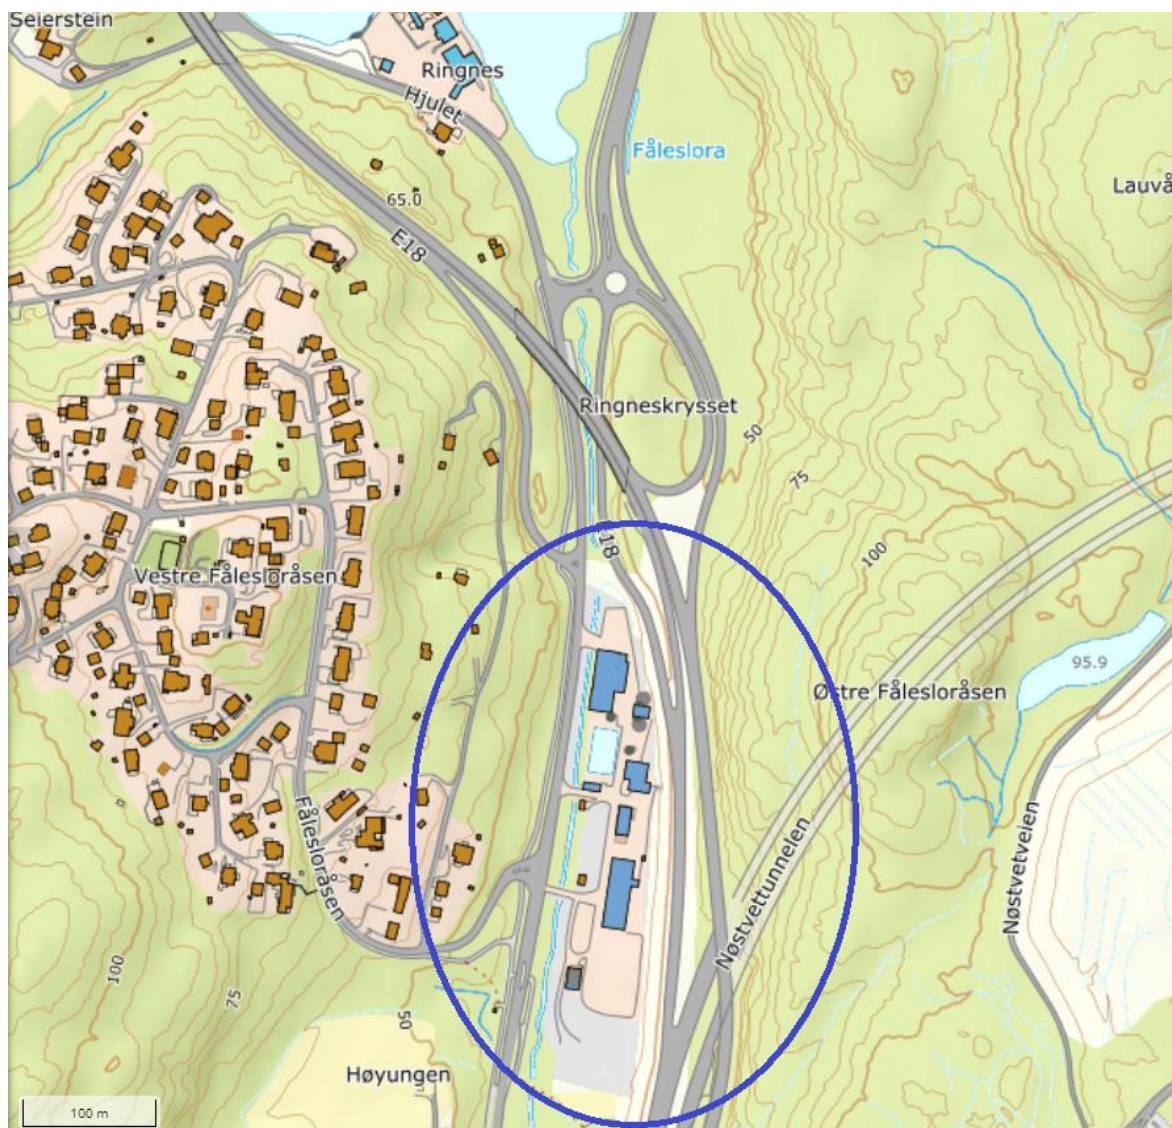 Seierstein
Ringnes
Hjulet
Fåleslora
Lauvå
65.0
E18
Ringneskrysset
50
75
100
E18
Vestre Fålesloråsen
95.9
Østre Fålesloråsen
Nøstvetveien
Fålesloråsen
Nøstvettunnelen
100
75
50
Høyungen
100 m